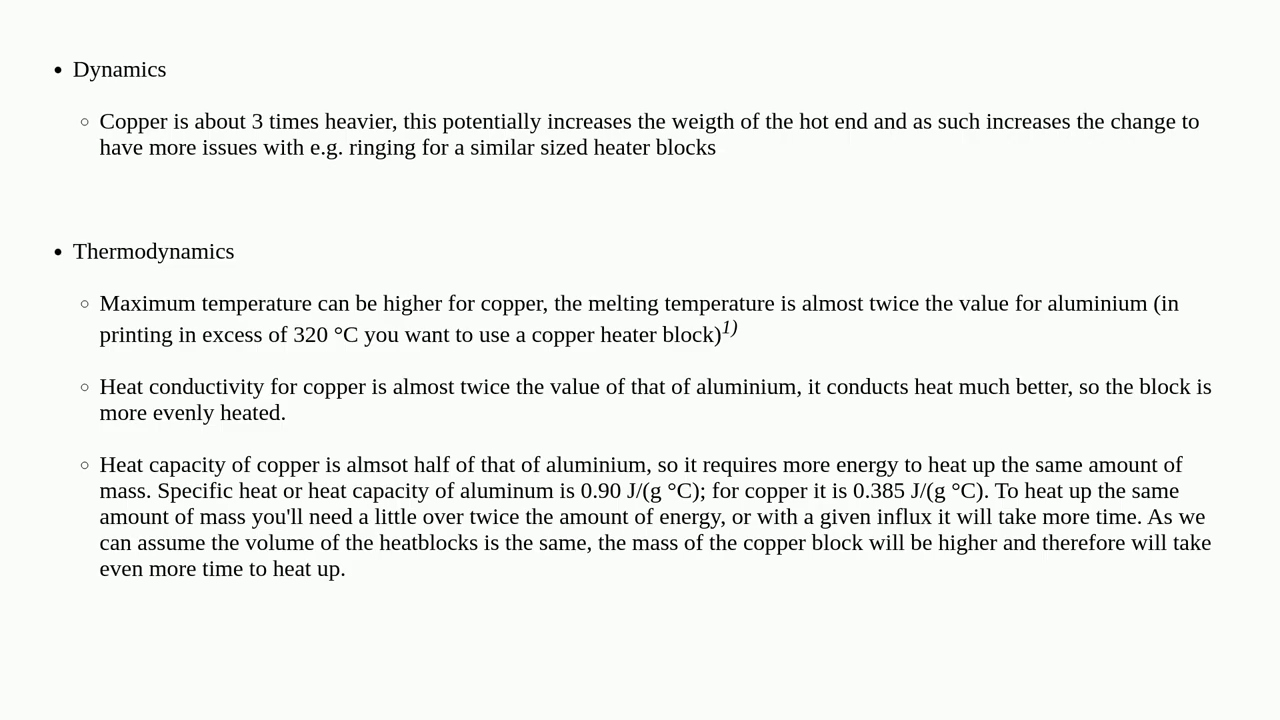 • Dynamics
◦ Copper is about 3 times heavier, this potentially increases the weigth of the hot end and as such increases the change to
have more issues with e.g. ringing for a similar sized heater blocks
• Thermodynamics
◦ Maximum temperature can be higher for copper, the melting temperature is almost twice the value for aluminium (in
printing in excess of 320 °C you want to use a copper heater block)1)
◦ Heat conductivity for copper is almost twice the value of that of aluminium, it conducts heat much better, so the block is
more evenly heated.
◦ Heat capacity of copper is almsot half of that of aluminium, so it requires more energy to heat up the same amount of
mass. Specific heat or heat capacity of aluminum is 0.90 J/(g °C); for copper it is 0.385 J/(g °C). To heat up the same
amount of mass you'll need a little over twice the amount of energy, or with a given influx it will take more time. As we
can assume the volume of the heatblocks is the same, the mass of the copper block will be higher and therefore will take
even more time to heat up.